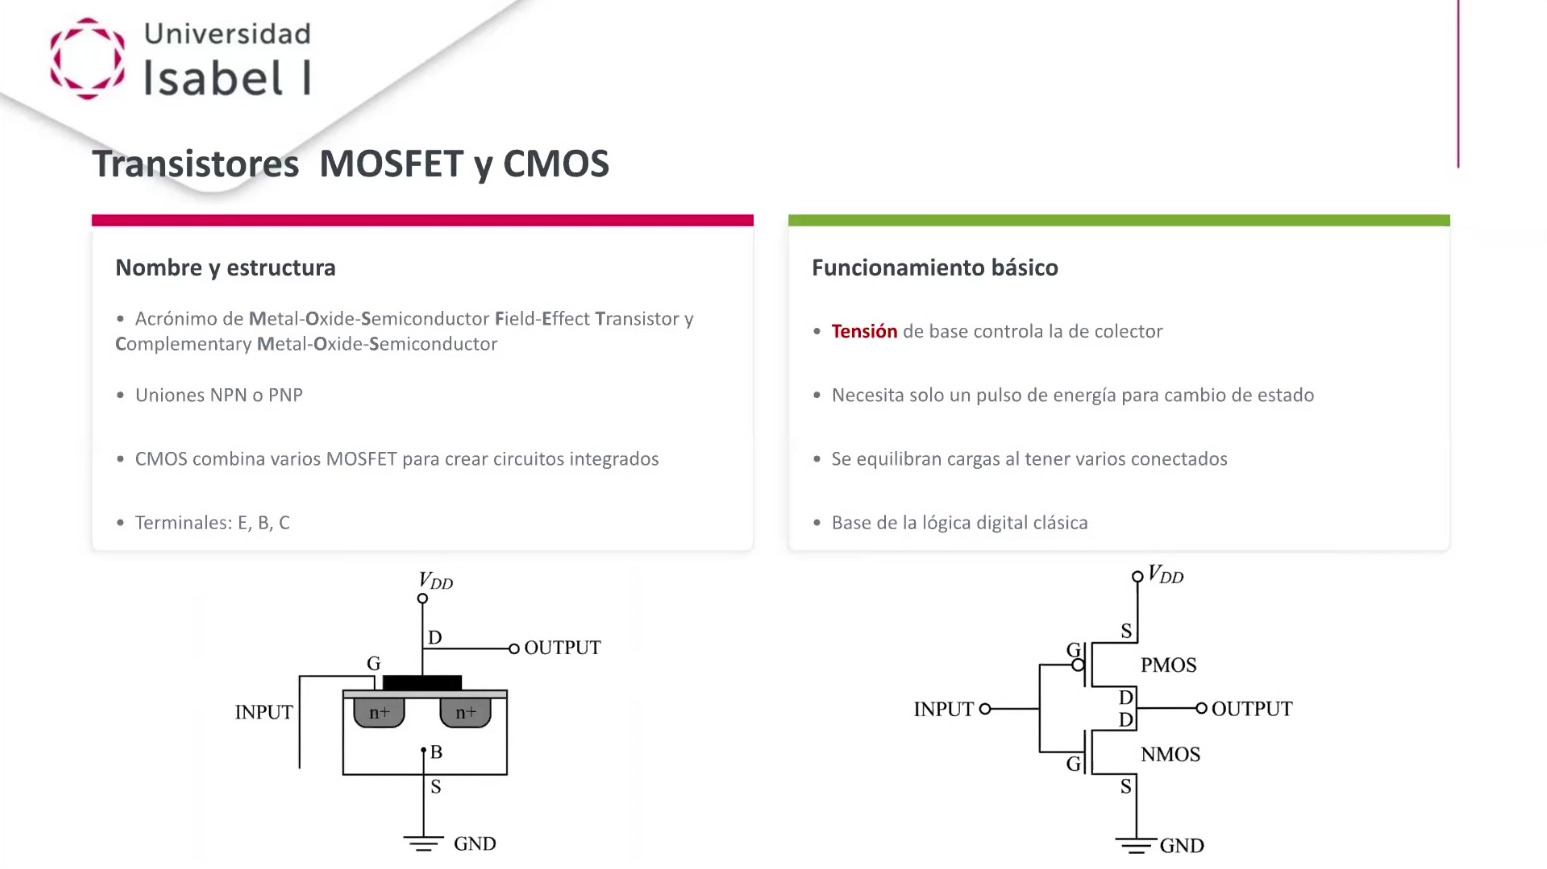 Universidad
Isabel I
Transistores MOSFET y CMOS
Nombre y estructura
• Acrónimo de Metal-Oxide-Semiconductor Field-Effect Transistor y
Complementary Metal-Oxide-Semiconductor
• Uniones NPN o PNP
• CMOS combina varios MOSFET para crear circuitos integrados
• Terminales: E, B, C
Funcionamiento básico
• Tensión de base controla la de colector
• Necesita solo un pulso de energía para cambio de estado
• Se equilibran cargas al tener varios conectados
• Base de la lógica digital clásica
VDD
D
OUTPUT
G
INPUT
n+
n+
B
S
GND
VDD
S
G
PMOS
D
INPUT
OUTPUT
D
NMOS
G
S
GND